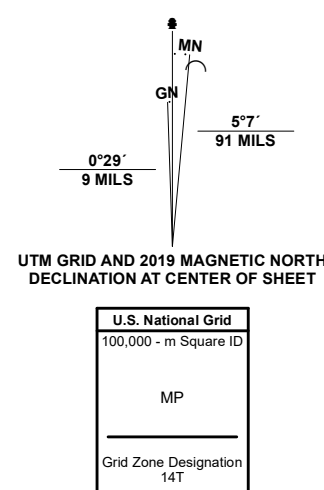 MN
GN
5°7´
91 MILS
0°29´
9 MILS
UTM GRID AND 2019 MAGNETIC NORTH
DECLINATION AT CENTER OF SHEET
U.S. National Grid
100,000 - m Square ID
MP
Grid Zone Designation
14T